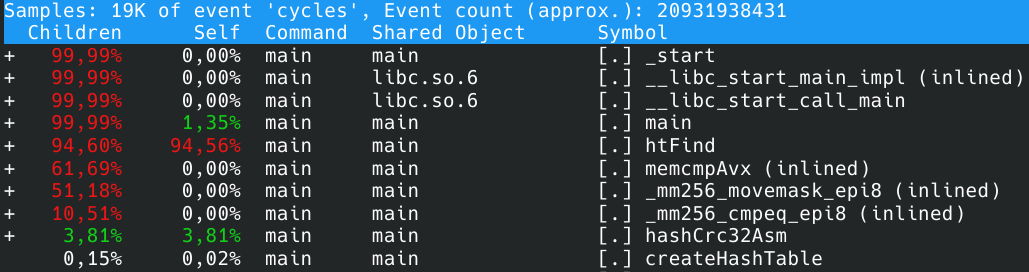 Samples: 19K of event 'cycles', Event count (approx.): 20931938431
Children Self Command Shared Object Symbol
+ 99,99% 0,00% main main [.] _start
+ 99,99% 0,00% main libc.so.6 [.] __libc_start_main_impl (inlined)
+ 99,99% 0,00% main libc.so.6 [.] __libc_start_call_main
+ 99,99% 1,35% main main [.] main
+ 94,60% 94,56% main main [.] htFind
+ 61,69% 0,00% main main [.] memcmpAvx (inlined)
+ 51,18% 0,00% main main [.] _mm256_movemask_epi8 (inlined)
+ 10,51% 0,00% main main [.] _mm256_cmpeq_epi8 (inlined)
+ 3,81% 3,81% main main [.] hashCrc32Asm
0,15% 0,02% main main [.] createHashTable